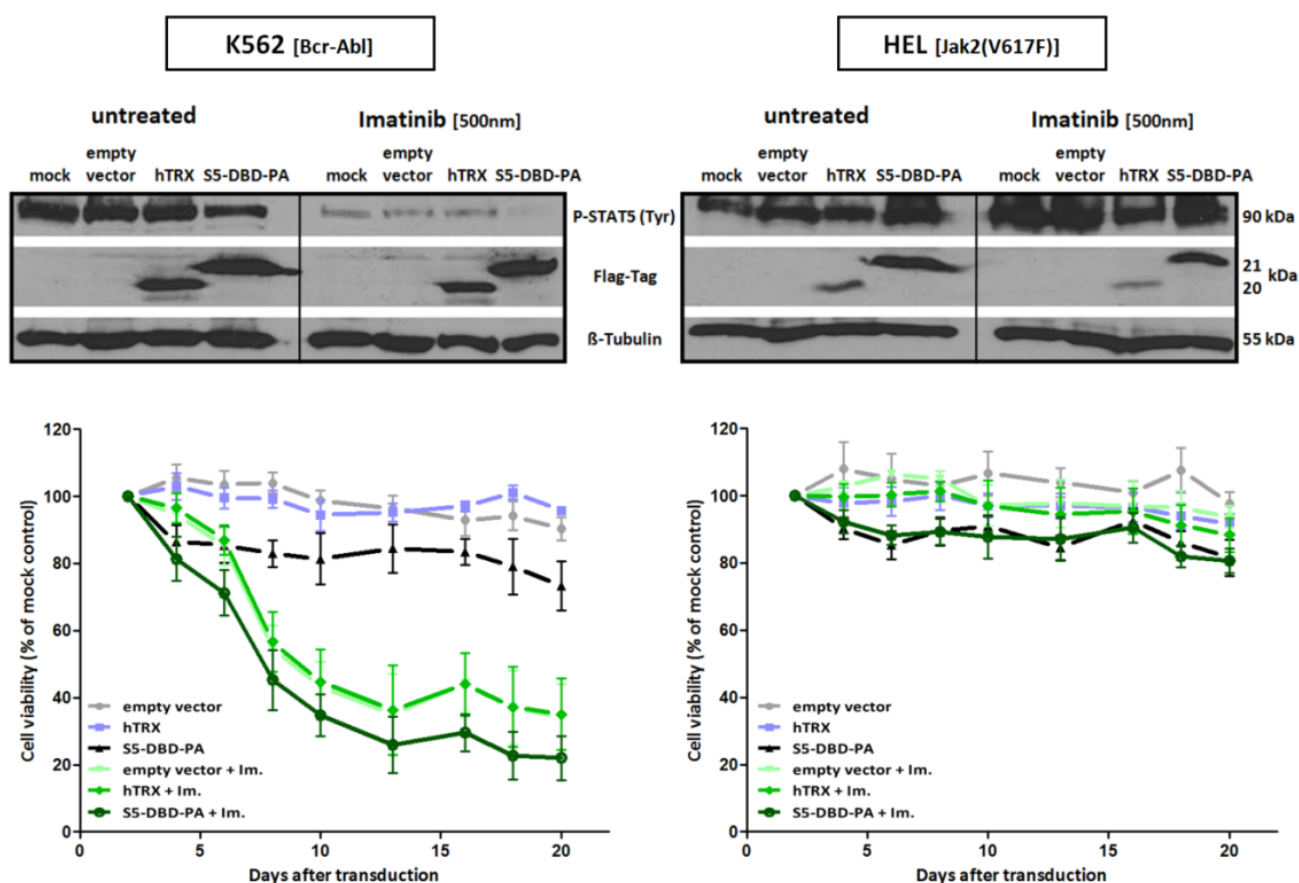 K562 [Bcr-Abl]
HEL [Jak2(V617F)]
untreated
Imatinib [500nm]
mock
empty
vector
hTRX
S5-DBD-PA
mock
empty
vector
hTRX
S5-DBD-PA
untreated
Imatinib [500nm]
mock
empty
vector
hTRX
S5-DBD-PA
mock
empty
vector
hTRX
S5-DBD-PA
P-STAT5 (Tyr)
90 kDa
Flag-Tag
21
kDa
20
ß-Tubulin
55 kDa
Cell viability (% of mock control)
120
100
80
60
40
20
0
empty vector
hTRX
S5-DBD-PA
empty vector + Im.
hTRX + Im.
S5-DBD-PA + Im.
0
5
10
15
20
Days after transduction
Cell viability (% of mock control)
120
100
80
60
40
20
0
empty vector
hTRX
S5-DBD-PA
empty vector + Im.
hTRX + Im.
S5-DBD-PA + Im.
0
5
10
15
20
Days after transduction